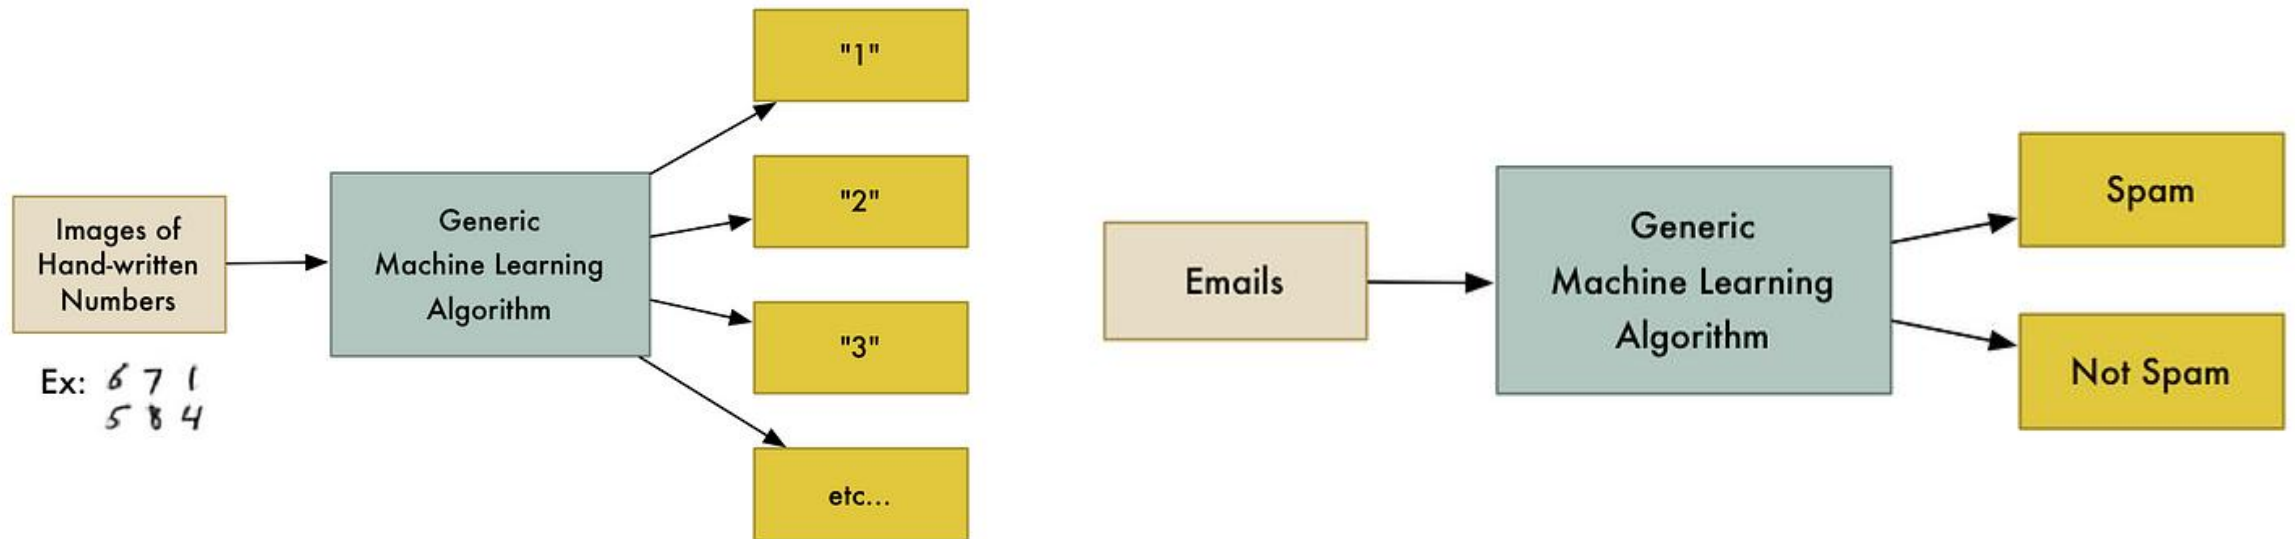 Images of
Hand-written
Numbers
Ex: 6 7 1
5 8 4
Generic
Machine Learning
Algorithm
"1"
"2"
"3"
etc...
Emails
Generic
Machine Learning
Algorithm
Spam
Not Spam